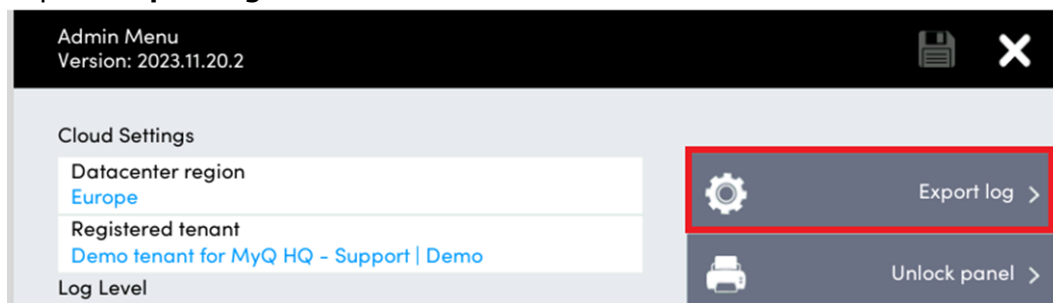 Admin Menu
Version: 2023.11.20.2
Cloud Settings
Datacenter region
Europe
Registered tenant
Demo tenant for MyQ HQ - Support | Demo
Log Level
Export log
Unlock panel